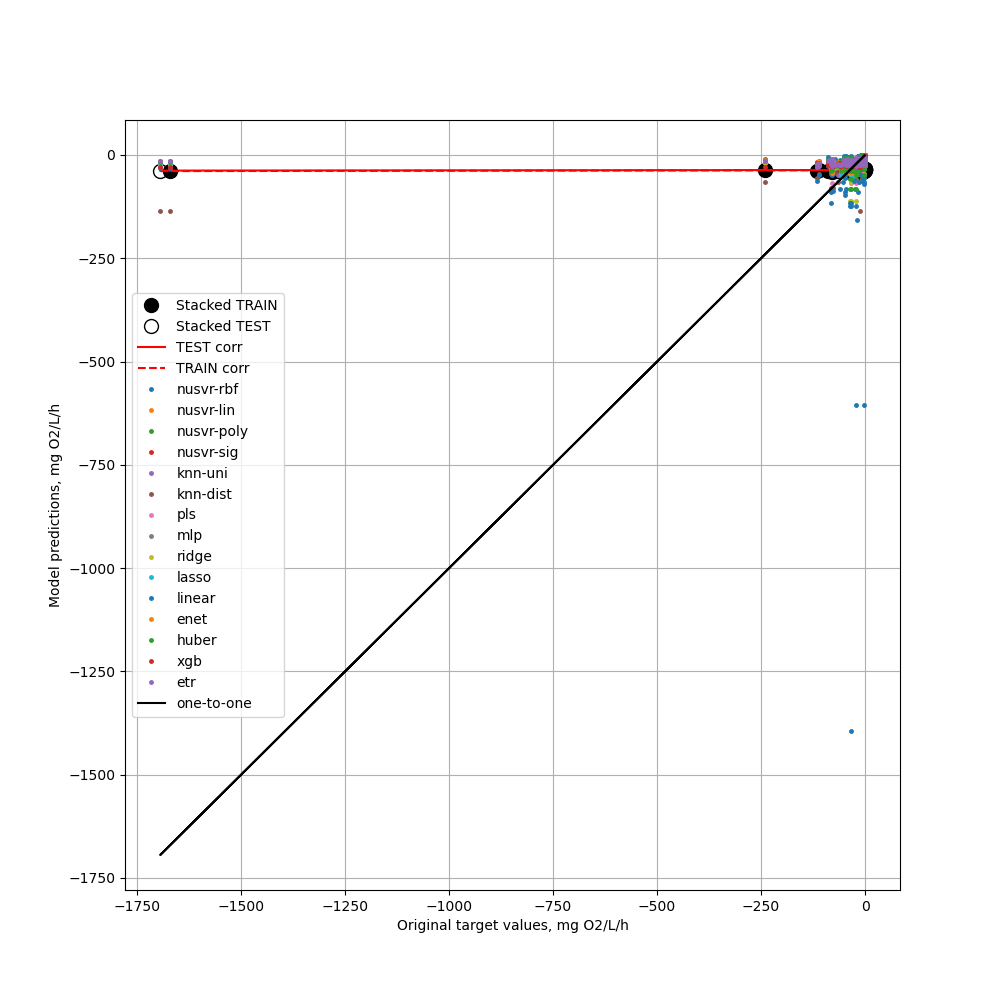 0
−250
−500
−750
−1000
−1250
−1500
−1750
Model predictions, mg O2/L/h
Stacked TRAIN
Stacked TEST
TEST corr
TRAIN corr
nusvr-rbf
nusvr-lin
nusvr-poly
nusvr-sig
knn-uni
knn-dist
pls
mlp
ridge
lasso
linear
enet
huber
xgb
etr
one-to-one
−1750 −1500 −1250 −1000 −750 −500 −250 0
Original target values, mg O2/L/h